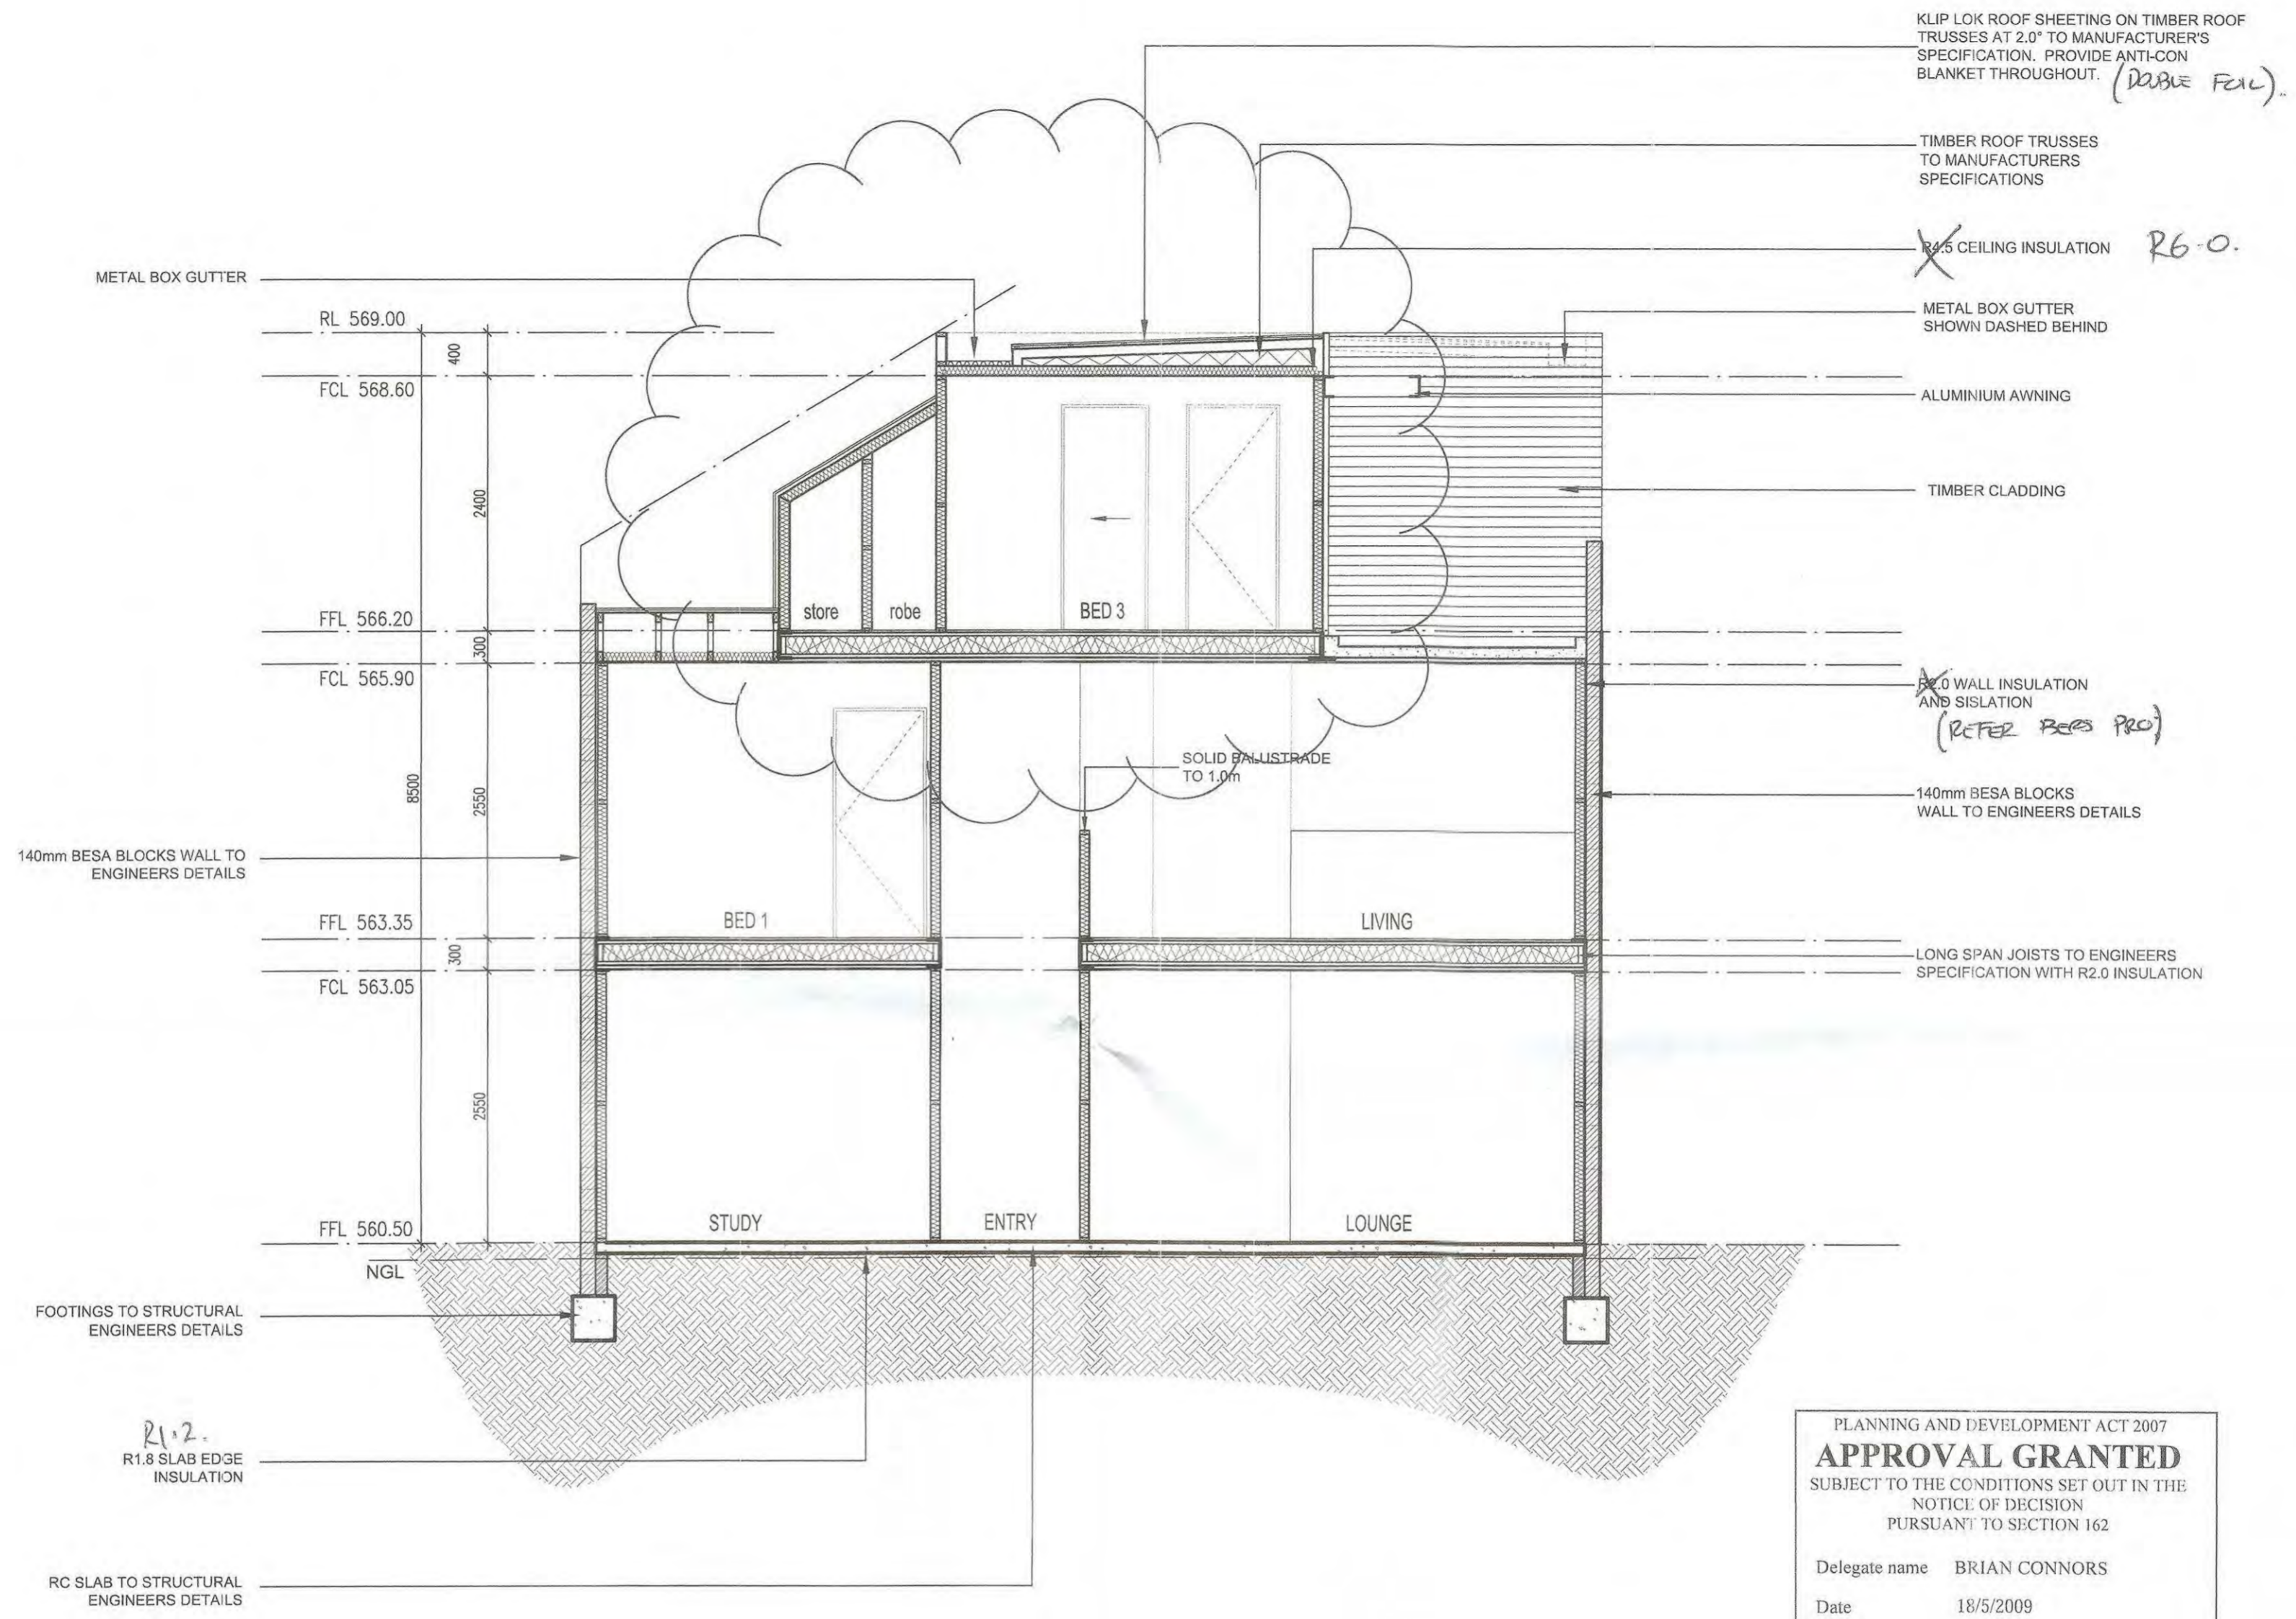 KLIP LOK ROOF SHEETING ON TIMBER ROOF
TRUSSES AT 2.0° TO MANUFACTURER'S
SPECIFICATION. PROVIDE ANTI-CON
BLANKET THROUGHOUT. (DOUBLE FOIL).
TIMBER ROOF TRUSSES
TO MANUFACTURERS
SPECIFICATIONS
R4.5 CEILING INSULATION R6-0.
METAL BOX GUTTER
SHOWN DASHED BEHIND
ALUMINIUM AWNING
TIMBER CLADDING
R2.0 WALL INSULATION
AND SISLATION
(REFER BERS PRO)
140mm BESA BLOCKS
WALL TO ENGINEERS DETAILS
LONG SPAN JOISTS TO ENGINEERS
SPECIFICATION WITH R2.0 INSULATION
METAL BOX GUTTER
RL 569.00
400
FCL 568.60
2400
FFL 566.20
300
FCL 565.90
8500
2550
140mm BESA BLOCKS WALL TO
ENGINEERS DETAILS
FFL 563.35
300
FCL 563.05
2550
FFL 560.50
NGL
FOOTINGS TO STRUCTURAL
ENGINEERS DETAILS
R1.2.
R1.8 SLAB EDGE
INSULATION
RC SLAB TO STRUCTURAL
ENGINEERS DETAILS
store
robe
BED 3
SOLID BALUSTRADE
TO 1.0m
BED 1
LIVING
STUDY
ENTRY
LOUNGE
PLANNING AND DEVELOPMENT ACT 2007
APPROVAL GRANTED
SUBJECT TO THE CONDITIONS SET OUT IN THE
NOTICE OF DECISION
PURSUANT TO SECTION 162
Delegate name BRIAN CONNORS
Date 18/5/2009